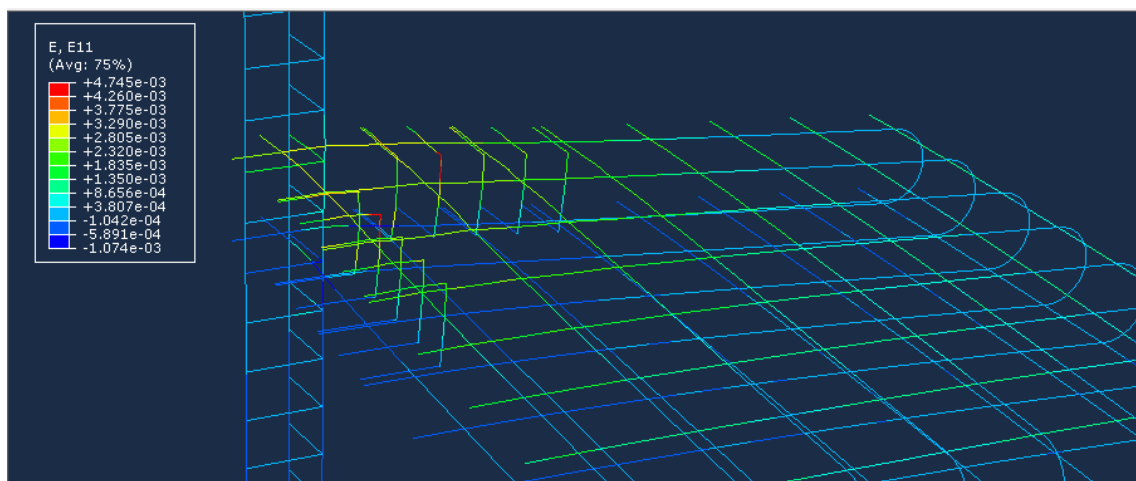 E, E11
(Avg: 75%)
+4.745e-03
+4.260e-03
+3.775e-03
+3.290e-03
+2.805e-03
+2.320e-03
+1.835e-03
+1.350e-03
+8.656e-04
+3.807e-04
-1.042e-04
-5.891e-04
-1.074e-03